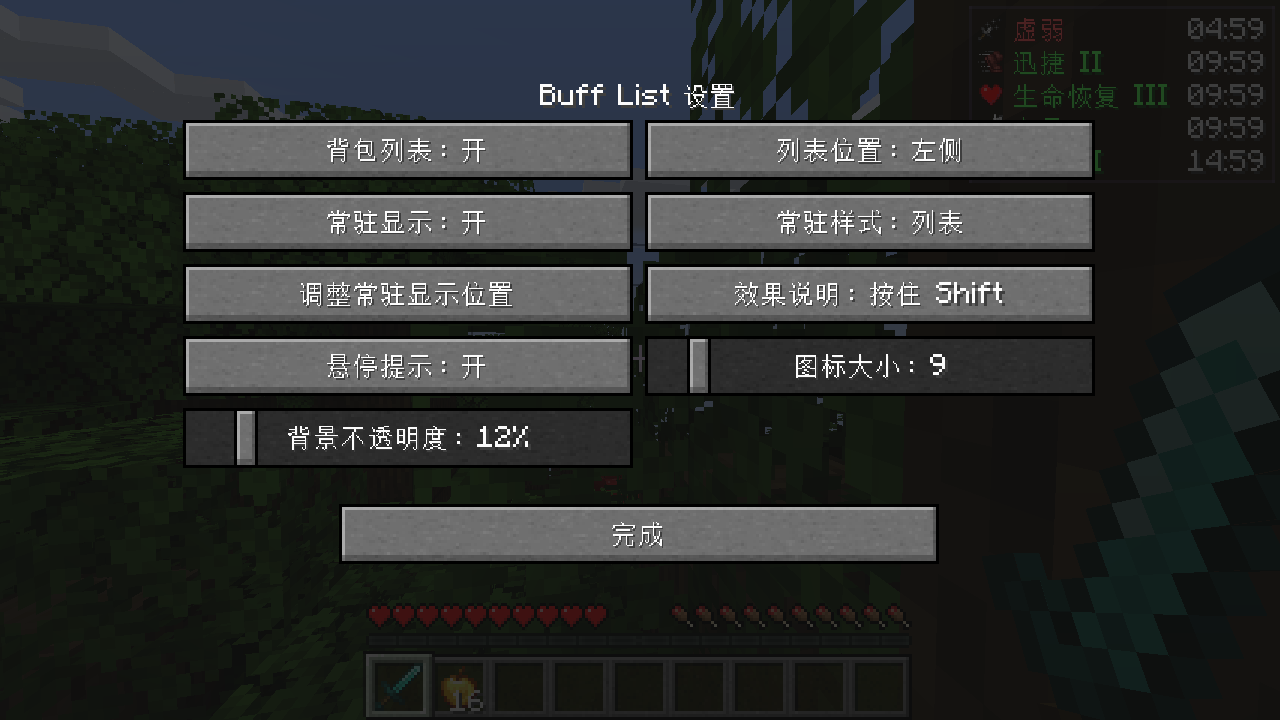 虚弱 04:59
迅捷 II 09:59
Buff List 设置
生命恢复 III 09:59
09:59
背包列表: 开
列表位置: 左侧
14:59
常驻显示: 开
常驻样式: 列表
调整常驻显示位置
效果说明: 按住 Shift
悬停提示: 开
图标大小: 9
背景不透明度: 12%
完成
16